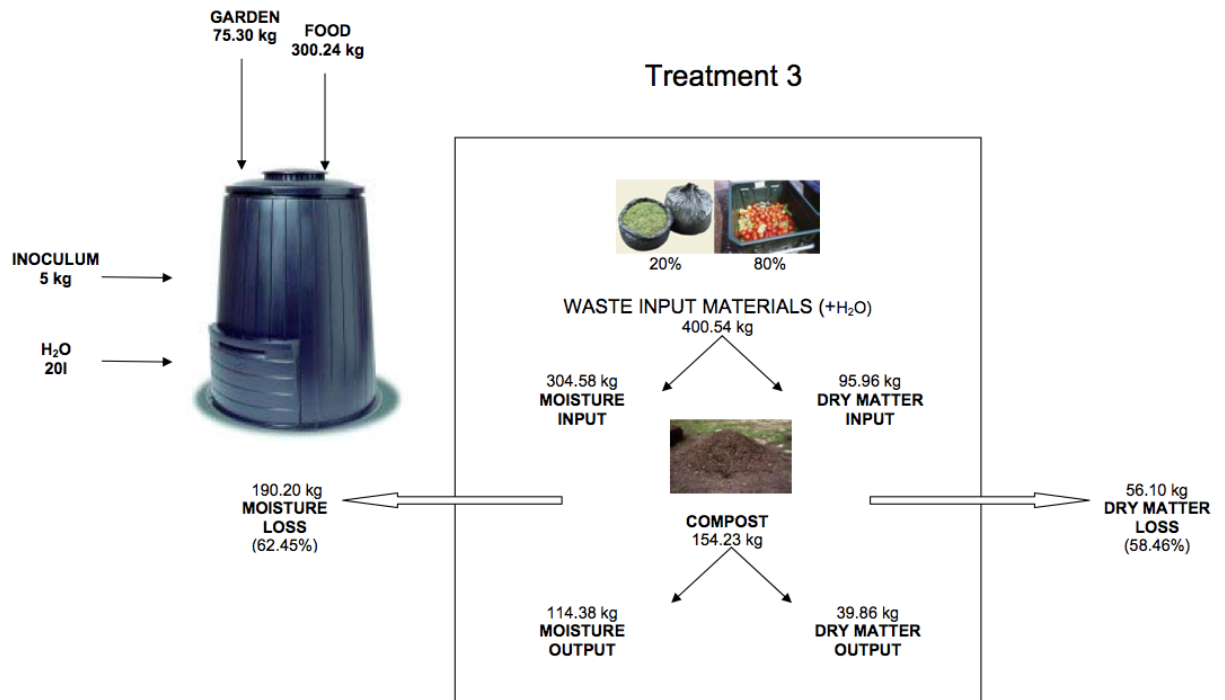 GARDEN
75.30 kg
FOOD
300.24 kg
Treatment 3
INOCULUM
5 kg
H₂O
20l
20%
80%
WASTE INPUT MATERIALS (+H₂O)
400.54 kg
304.58 kg
MOISTURE
INPUT
95.96 kg
DRY MATTER
INPUT
190.20 kg
MOISTURE
LOSS
(62.45%)
56.10 kg
DRY MATTER
LOSS
(58.46%)
COMPOST
154.23 kg
114.38 kg
MOISTURE
OUTPUT
39.86 kg
DRY MATTER
OUTPUT